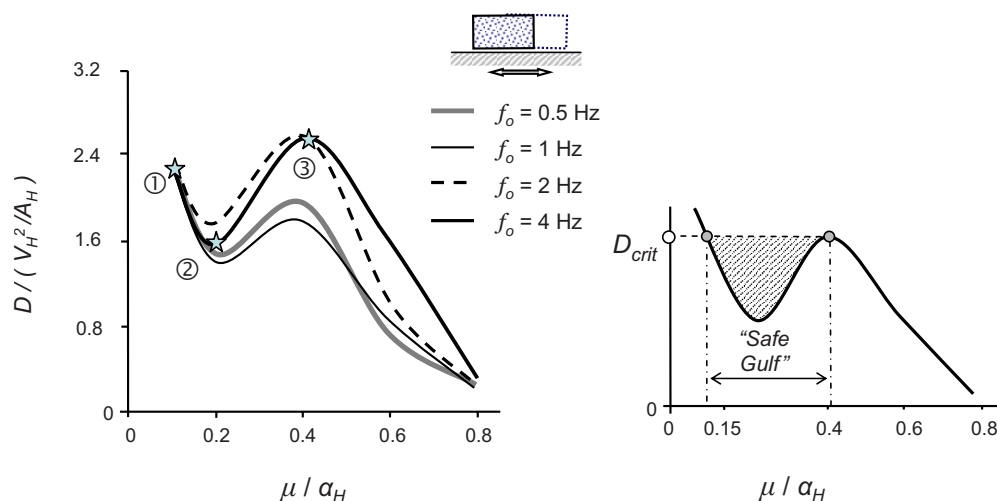 3.2
2.4
1.6
0.8
0
D / ( V_H^2 / A_H )
①
②
③
0 0.2 0.4 0.6 0.8
μ / α_H
f_o = 0.5 Hz
f_o = 1 Hz
f_o = 2 Hz
f_o = 4 Hz
D_crit
"Safe
Gulf"
0
0 0.15 0.4 0.6 0.8
μ / α_H